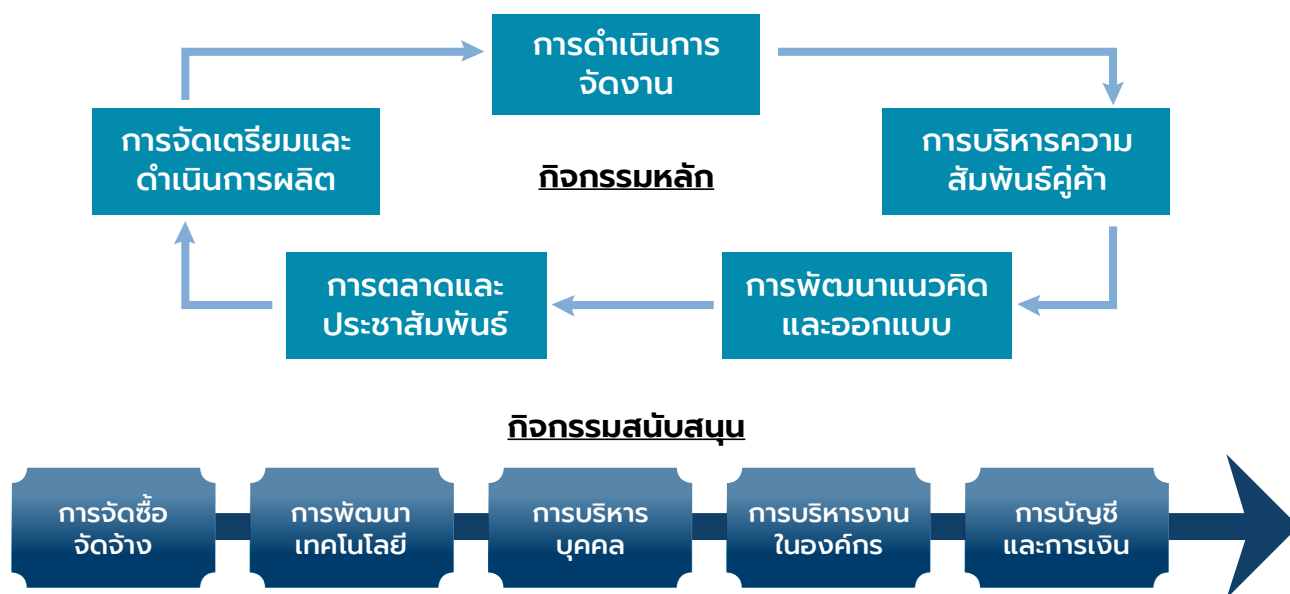 การดำเนินการ
จัดงาน
การจัดเตรียมและ
ดำเนินการผลิต
การบริหารความ
สัมพันธ์คู่ค้า
กิจกรรมหลัก
การตลาดและ
ประชาสัมพันธ์
การพัฒนาแนวคิด
และออกแบบ
กิจกรรมสนับสนุน
การจัดซื้อ
จัดจ้าง
การพัฒนา
เทคโนโลยี
การบริหาร
บุคคล
การบริหารงาน
ในองค์กร
การบัญชี
และการเงิน